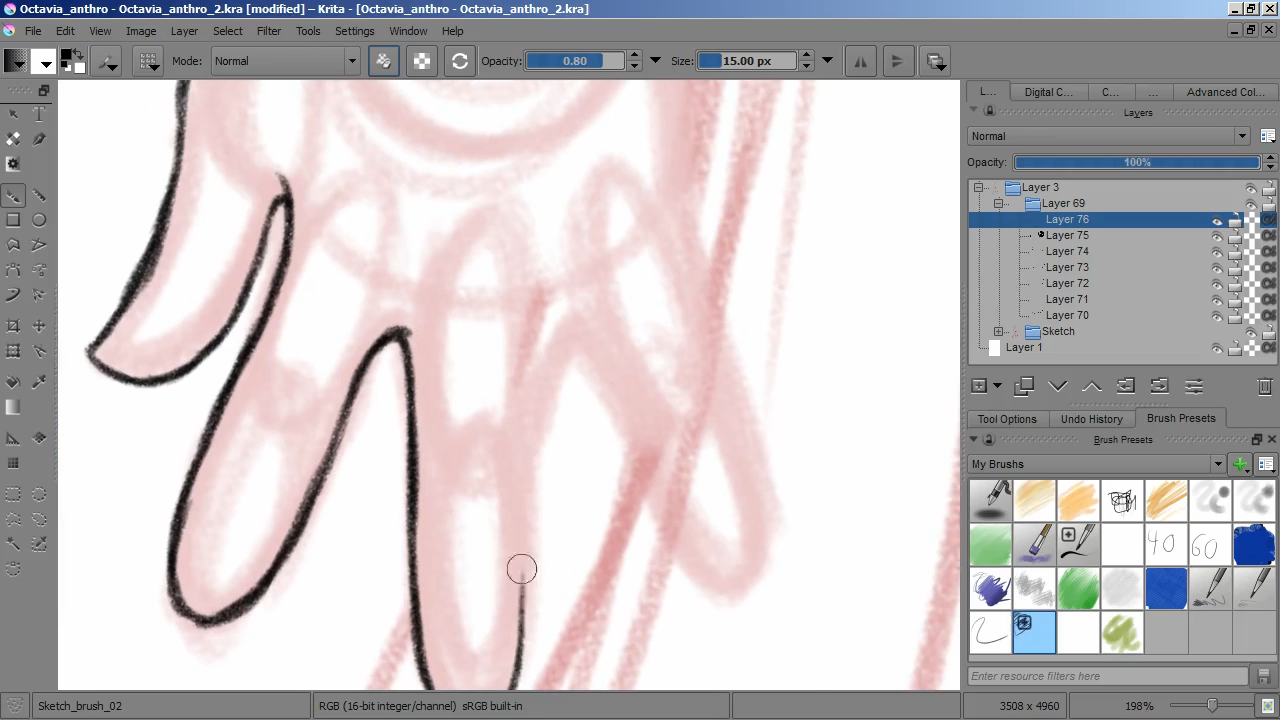 Octavia_anthro - Octavia_anthro_2.kra [modified] - Krita - [Octavia_anthro - Octavia_anthro_2.kra]
File Edit View Image Layer Select Filter Tools Settings Window Help
Mode: Normal Opacity: 0.80 Size: 15.00 px
L... Digital C... C... ... Advanced Col...
Layers
Normal
Opacity: 100%
Layer 3
Layer 69
Layer 76
Layer 75
Layer 74
Layer 73
Layer 72
Layer 71
Layer 70
Sketch
Layer 1
Tool Options Undo History Brush Presets
Brush Presets
My Brushes
40 60
Enter resource filters here
Sketch_brush_02 RGB (16-bit integer/channel) sRGB built-in 3508 x 4960 198%